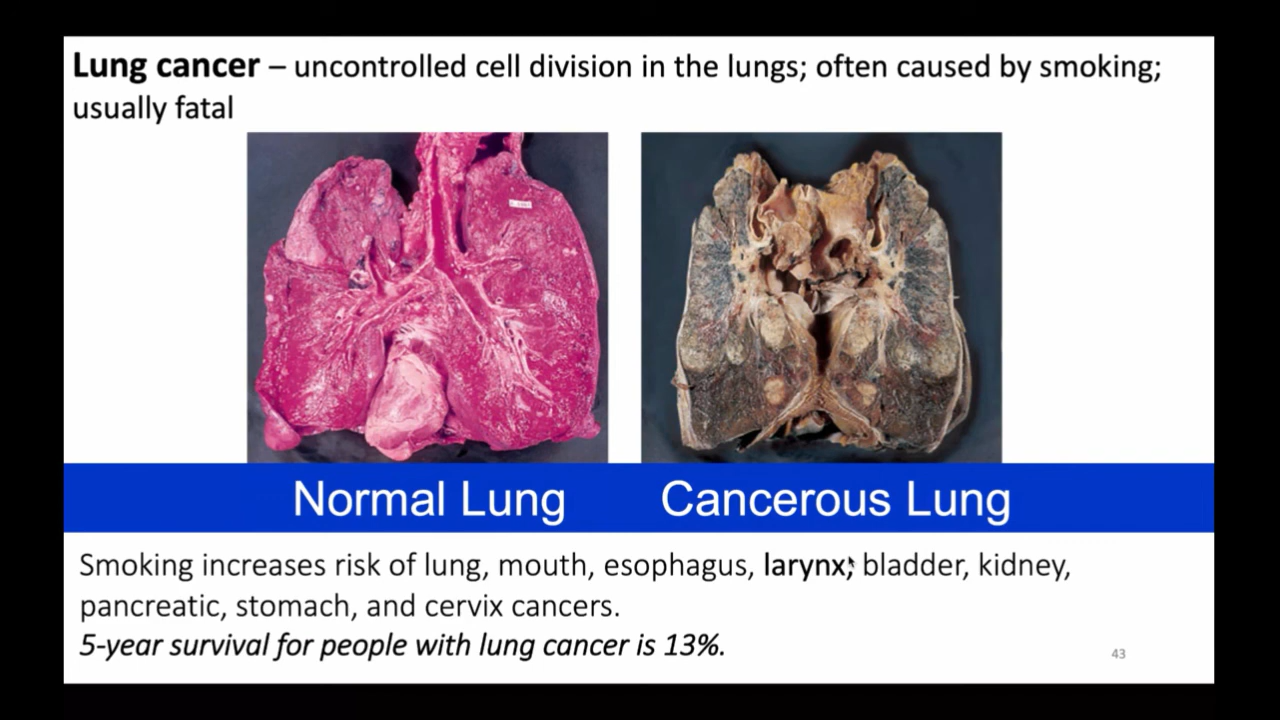 Lung cancer – uncontrolled cell division in the lungs; often caused by smoking;
usually fatal
Normal Lung
Cancerous Lung
Smoking increases risk of lung, mouth, esophagus, larynx, bladder, kidney,
pancreatic, stomach, and cervix cancers.
5-year survival for people with lung cancer is 13%.
43